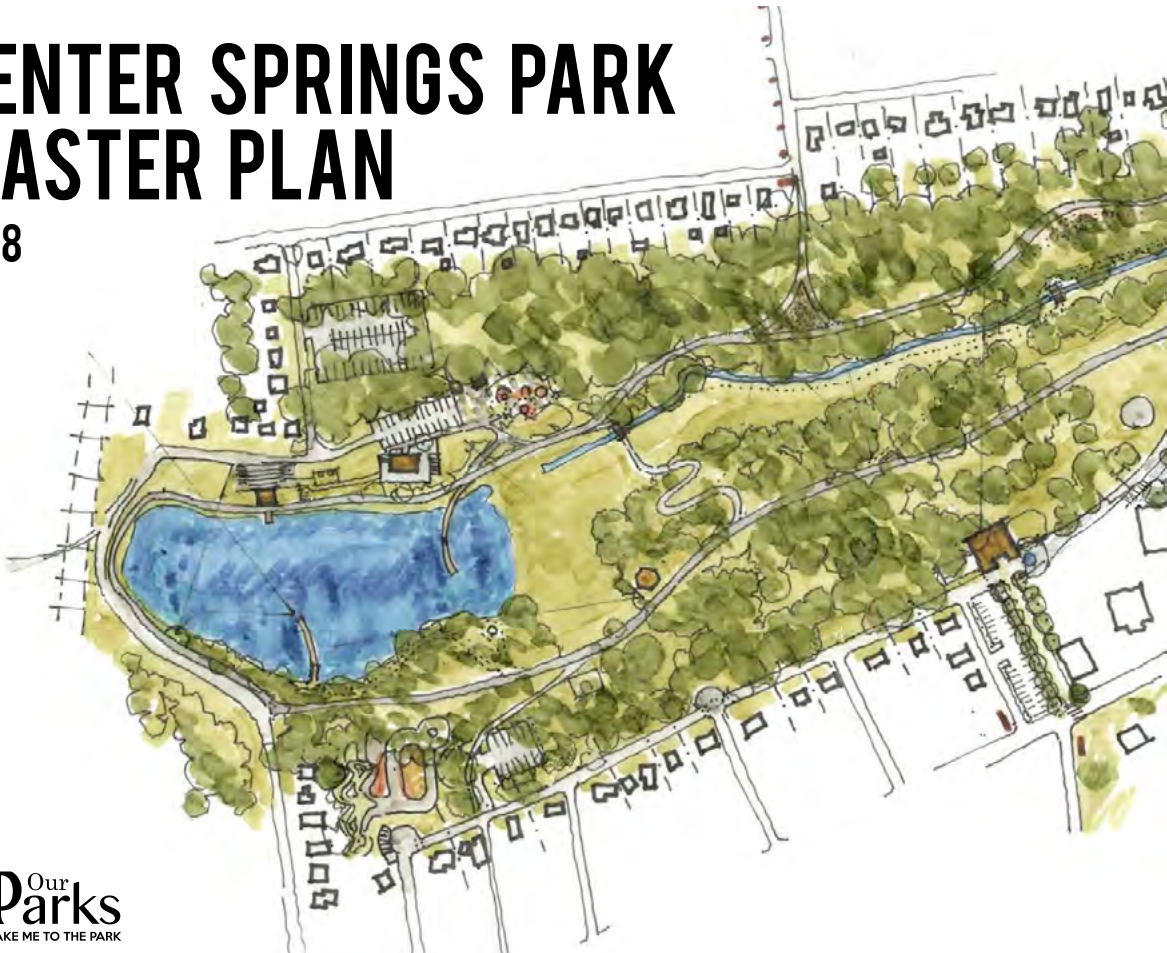 ENTER SPRINGS PARK
ASTER PLAN
8
Our
Parks
AKE ME TO THE PARK